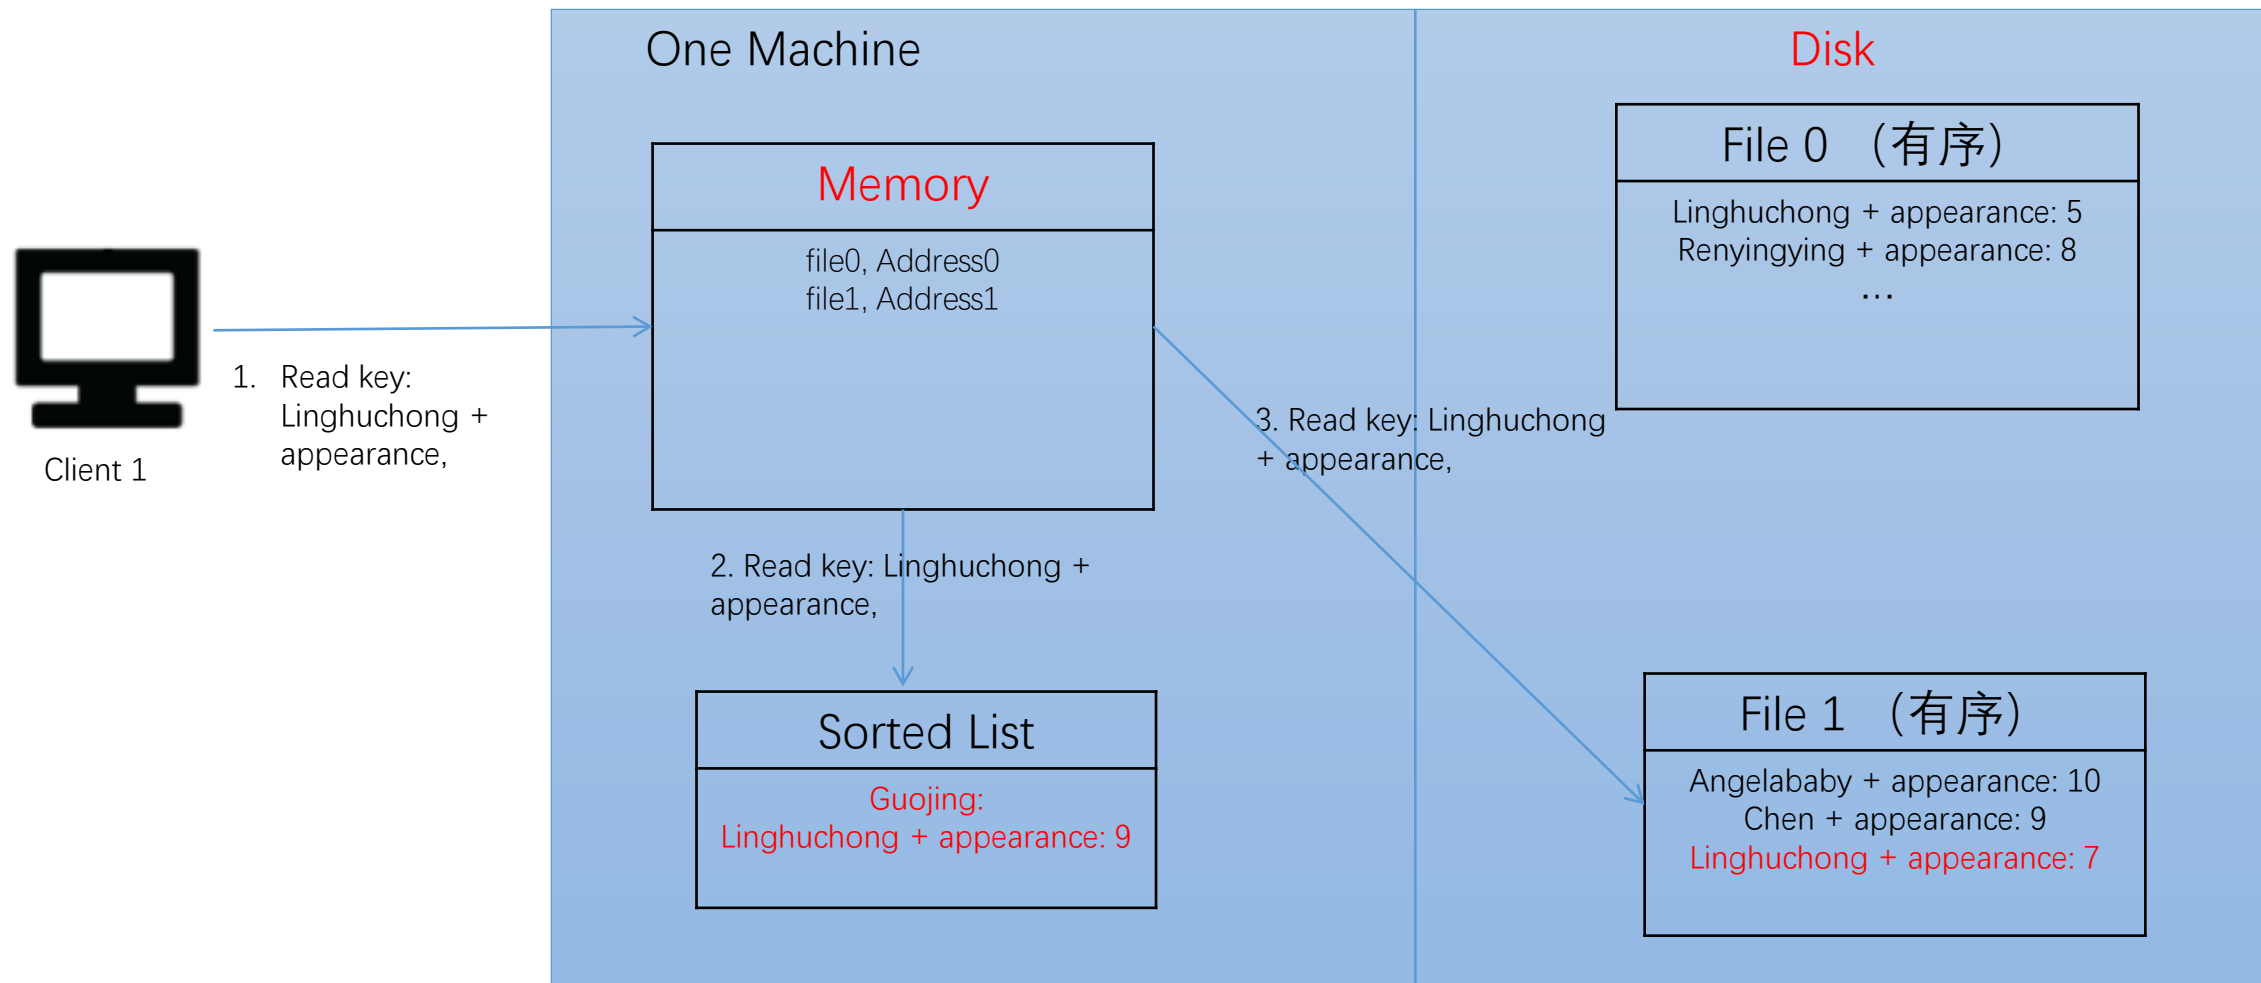 One Machine
Disk
Memory
file0, Address0
file1, Address1
File 0 （有序）
Linghuchong + appearance: 5
Renyingying + appearance: 8
...
Client 1
1. Read key:
Linghuchong +
appearance,
2. Read key: Linghuchong +
appearance,
3. Read key: Linghuchong
+ appearance,
Sorted List
Guojing:
Linghuchong + appearance: 9
File 1 （有序）
Angelababy + appearance: 10
Chen + appearance: 9
Linghuchong + appearance: 7